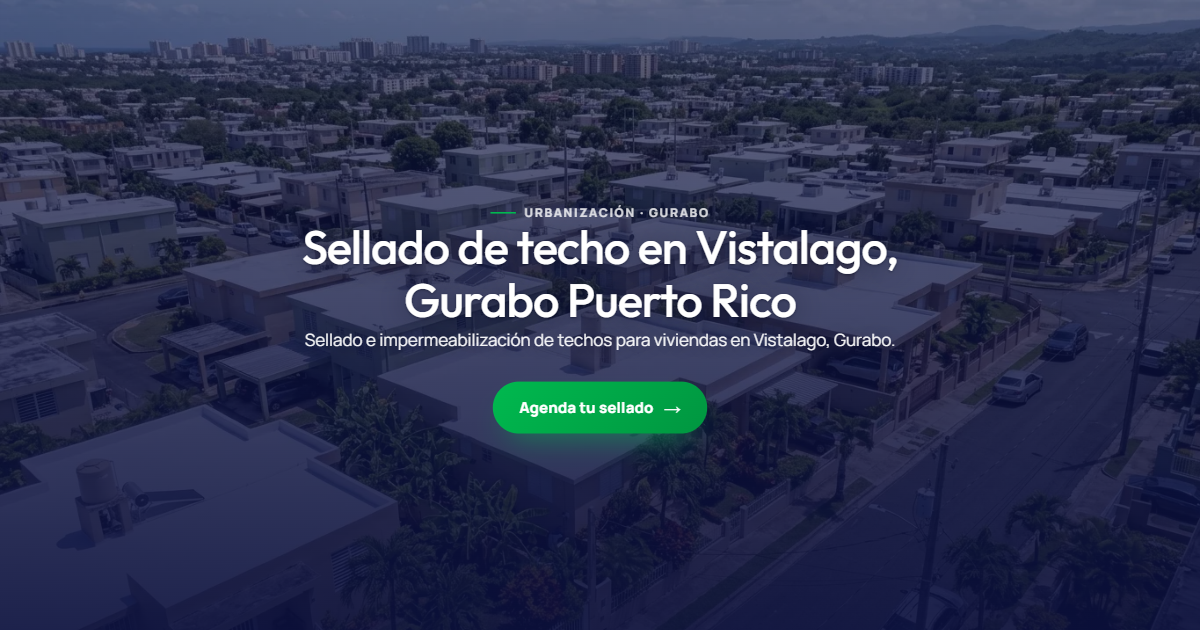 URBANIZACIÓN · GURABO
Sellado de techo en Vistalago,
Gurabo Puerto Rico
Sellado e impermeabilización de techos para viviendas en Vistalago, Gurabo.
Agenda tu sellado →